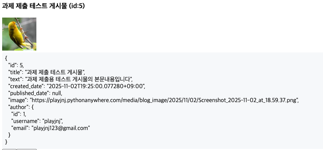 과제 제출 테스트 게시물 (id:5)
{
"id": 5,
"title": "과제 제출 테스트 게시물",
"text": "과제 제출용 테스트 게시물의 본문내용입니다",
"created_date": "2025-11-02T19:25:00.077280+09:00",
"published_date": null,
"image": "https://playjnj.pythonanywhere.com/media/blog_image/2025/11/02/Screenshot_2025-11-02_at_18.59.37.png",
"author": {
"id": 1,
"username": "playjnj",
"email": "playjnj123@gmail.com"
}
}